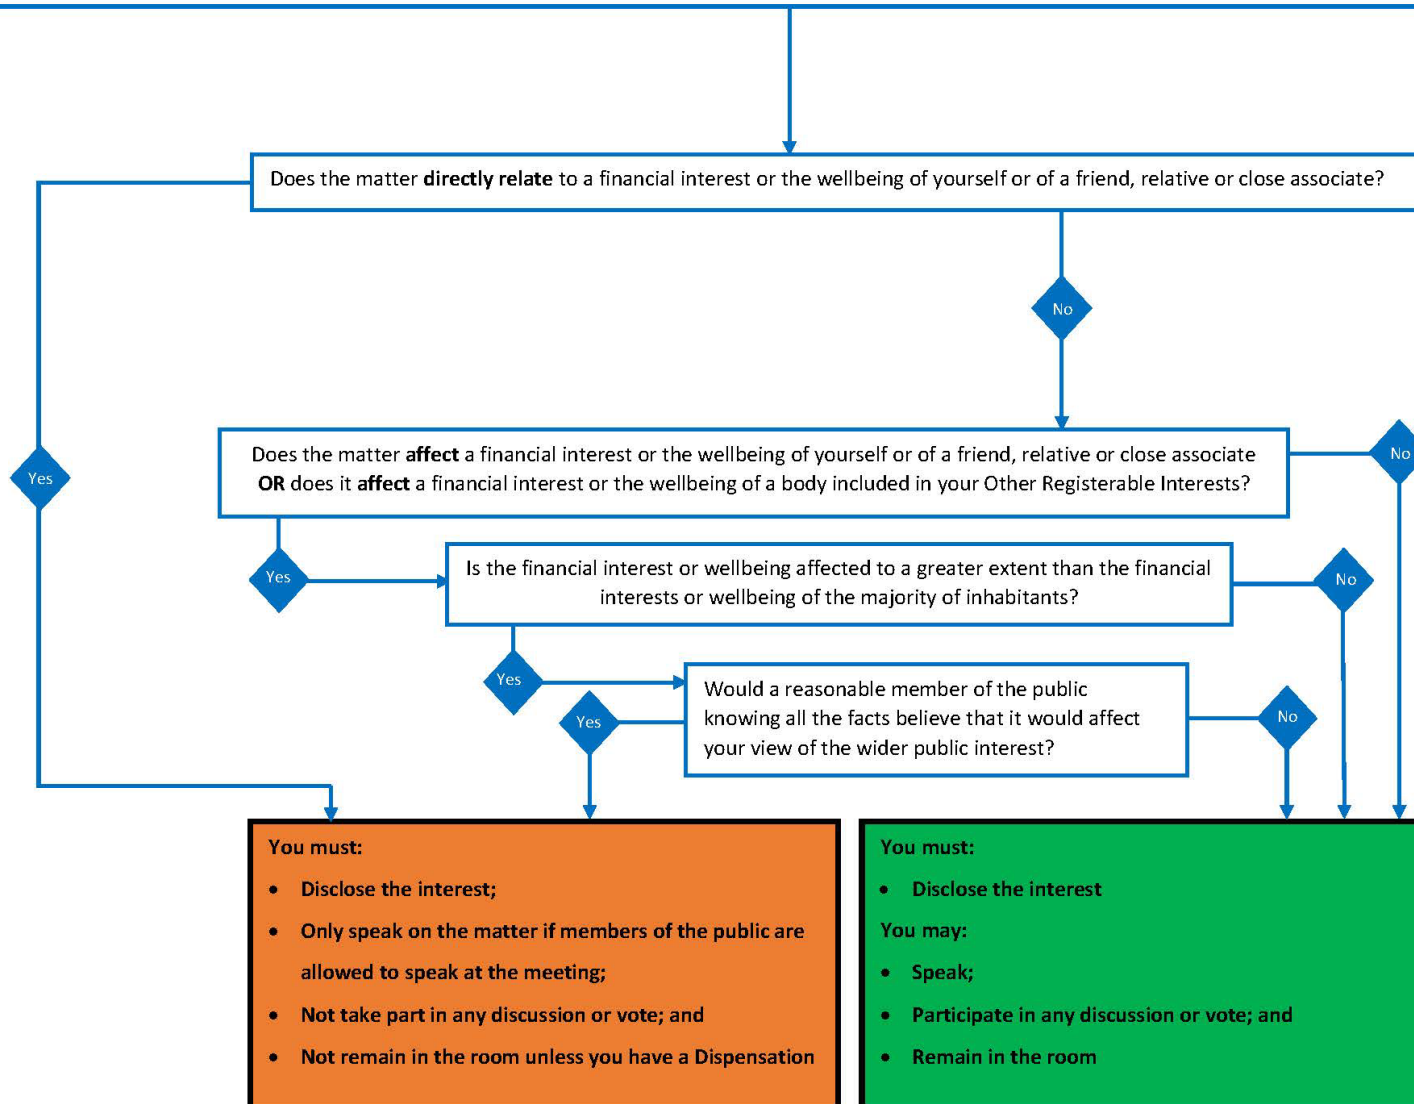 Does the matter directly relate to a financial interest or the wellbeing of yourself or of a friend, relative or close associate?
No
Does the matter affect a financial interest or the wellbeing of yourself or of a friend, relative or close associate
OR does it affect a financial interest or the wellbeing of a body included in your Other Registerable Interests?
No
Yes
Yes
Is the financial interest or wellbeing affected to a greater extent than the financial
interests or wellbeing of the majority of inhabitants?
No
Yes
Would a reasonable member of the public
knowing all the facts believe that it would affect
your view of the wider public interest?
Yes
No
You must:
• Disclose the interest;
• Only speak on the matter if members of the public are
allowed to speak at the meeting;
• Not take part in any discussion or vote; and
• Not remain in the room unless you have a Dispensation
You must:
• Disclose the interest
You may:
• Speak;
• Participate in any discussion or vote; and
• Remain in the room